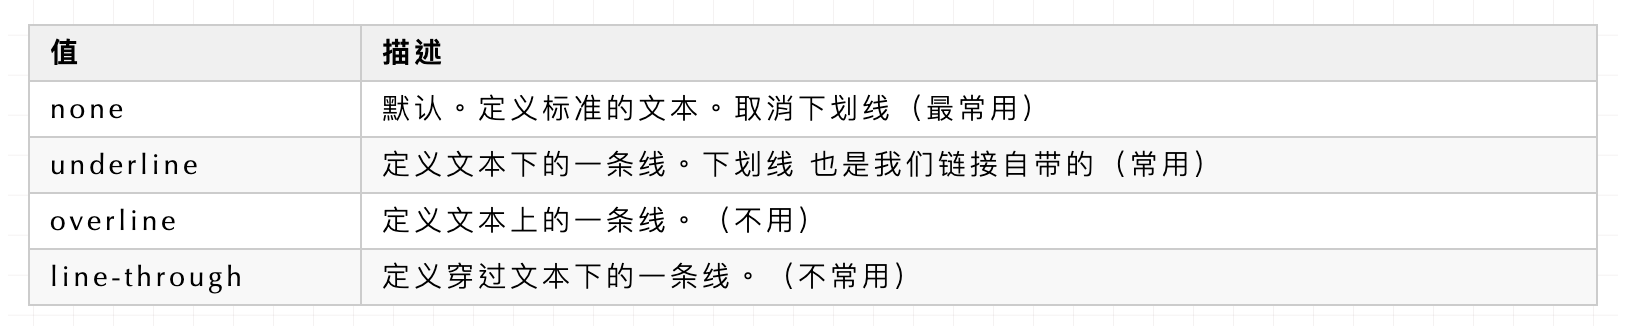 值 描述
none 默认。定义标准的文本。取消下划线（最常用）
underline 定义文本下的一条线。下划线 也是我们链接自带的（常用）
overline 定义文本上的一条线。（不用）
line-through 定义穿过文本下的一条线。（不常用）